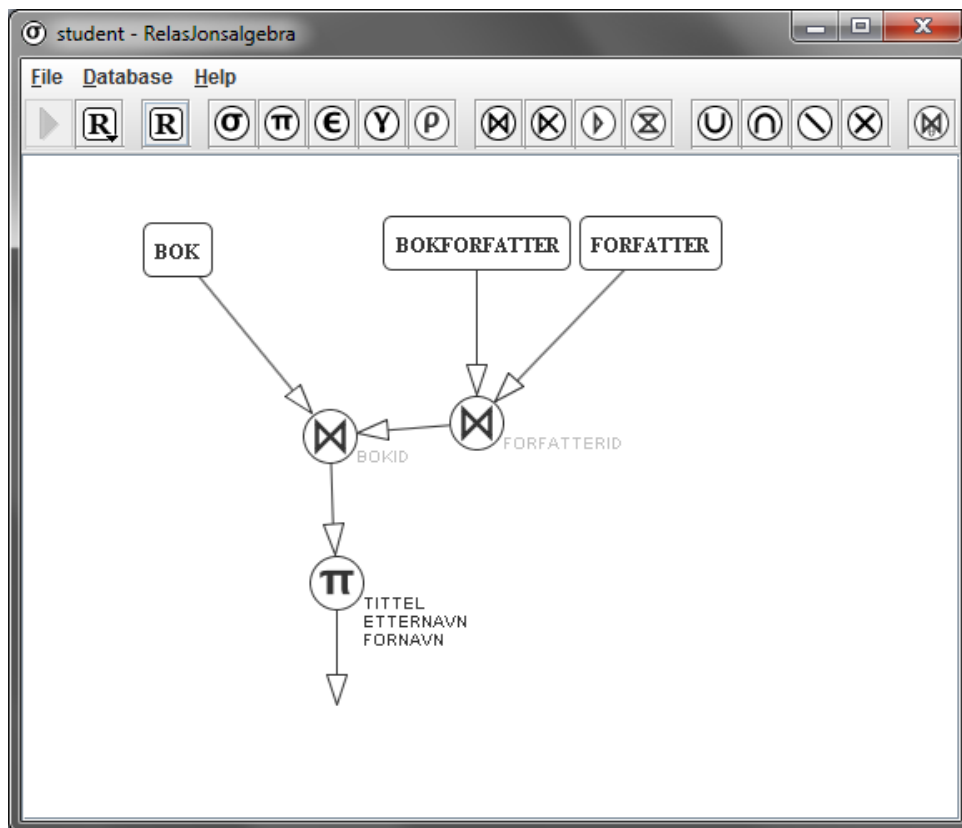 σ student - RelasJonsalgebra
File Database Help
R R σ π ϵ γ ρ ⋈ ⋉ ▷ ∪ ∩ \ ×
BOK
BOKFORFATTER
FORFATTER
⋈
BOKID
⋈
FORFATTERID
π
TITTEL
ETTERNAVN
FORNAVN